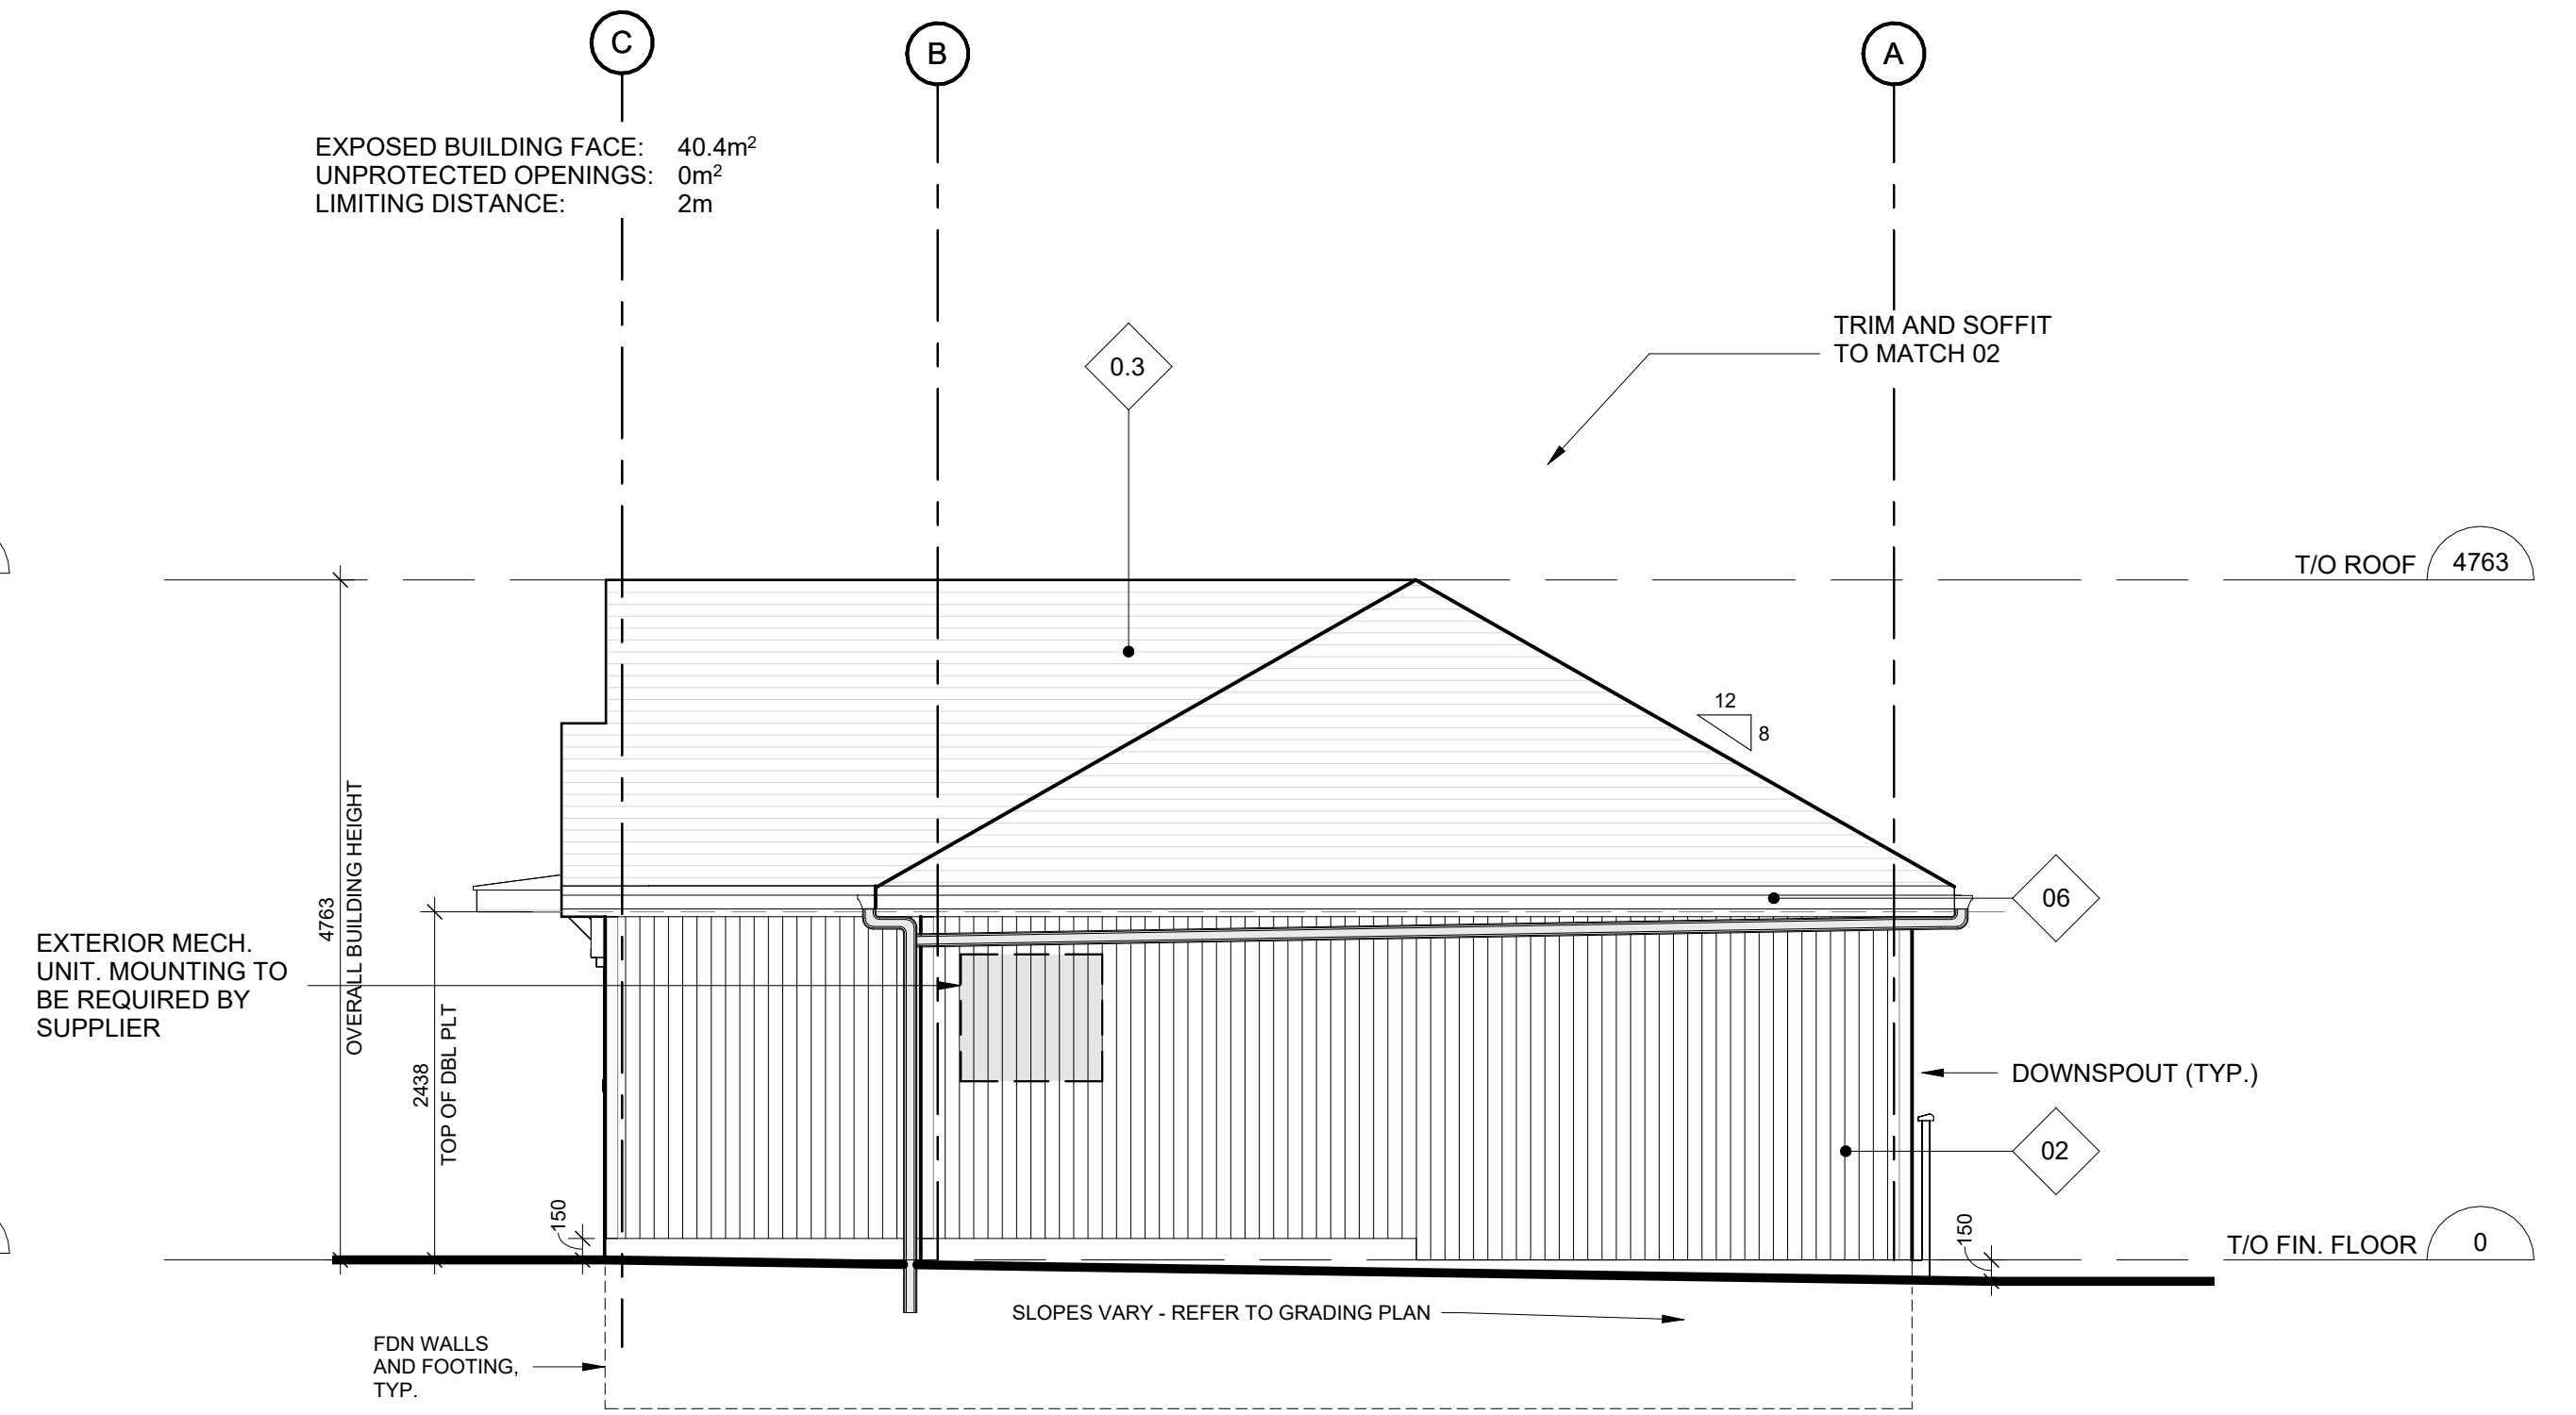 C
B
A
EXPOSED BUILDING FACE: 40.4m²
UNPROTECTED OPENINGS: 0m²
LIMITING DISTANCE: 2m
TRIM AND SOFFIT
TO MATCH 02
0.3
T/O ROOF 4763
12
8
4763
OVERALL BUILDING HEIGHT
06
EXTERIOR MECH.
UNIT. MOUNTING TO
BE REQUIRED BY
SUPPLIER
2438
TOP OF DBL PLT
DOWNSPOUT (TYP.)
02
150
150
T/O FIN. FLOOR 0
SLOPES VARY - REFER TO GRADING PLAN
FDN WALLS
AND FOOTING,
TYP.